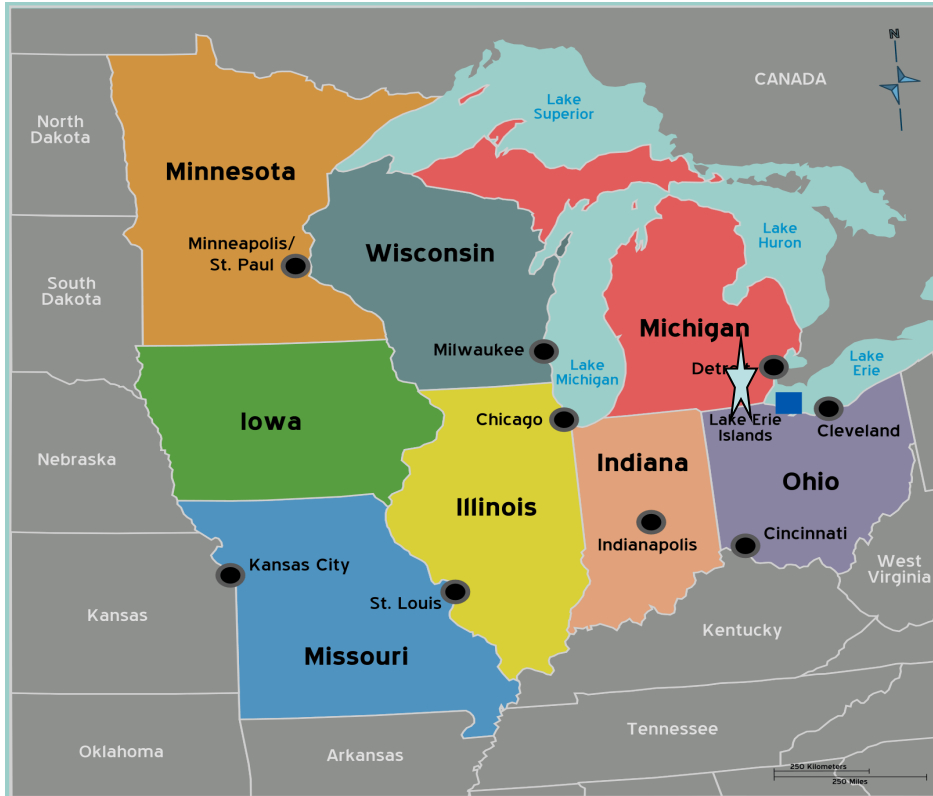 N
CANADA
Lake
Superior
North
Dakota
Minnesota
Lake
Huron
Minneapolis/
St. Paul
Wisconsin
South
Dakota
Michigan
Milwaukee
Lake
Michigan
Detroit
Lake
Erie
Iowa
Chicago
Lake Erie
Islands
Cleveland
Nebraska
Indiana
Ohio
Illinois
Indianapolis
Cincinnati
Kansas City
West
Virginia
St. Louis
Kansas
Kentucky
Missouri
Tennessee
Oklahoma
Arkansas
250 Kilometers
250 Miles